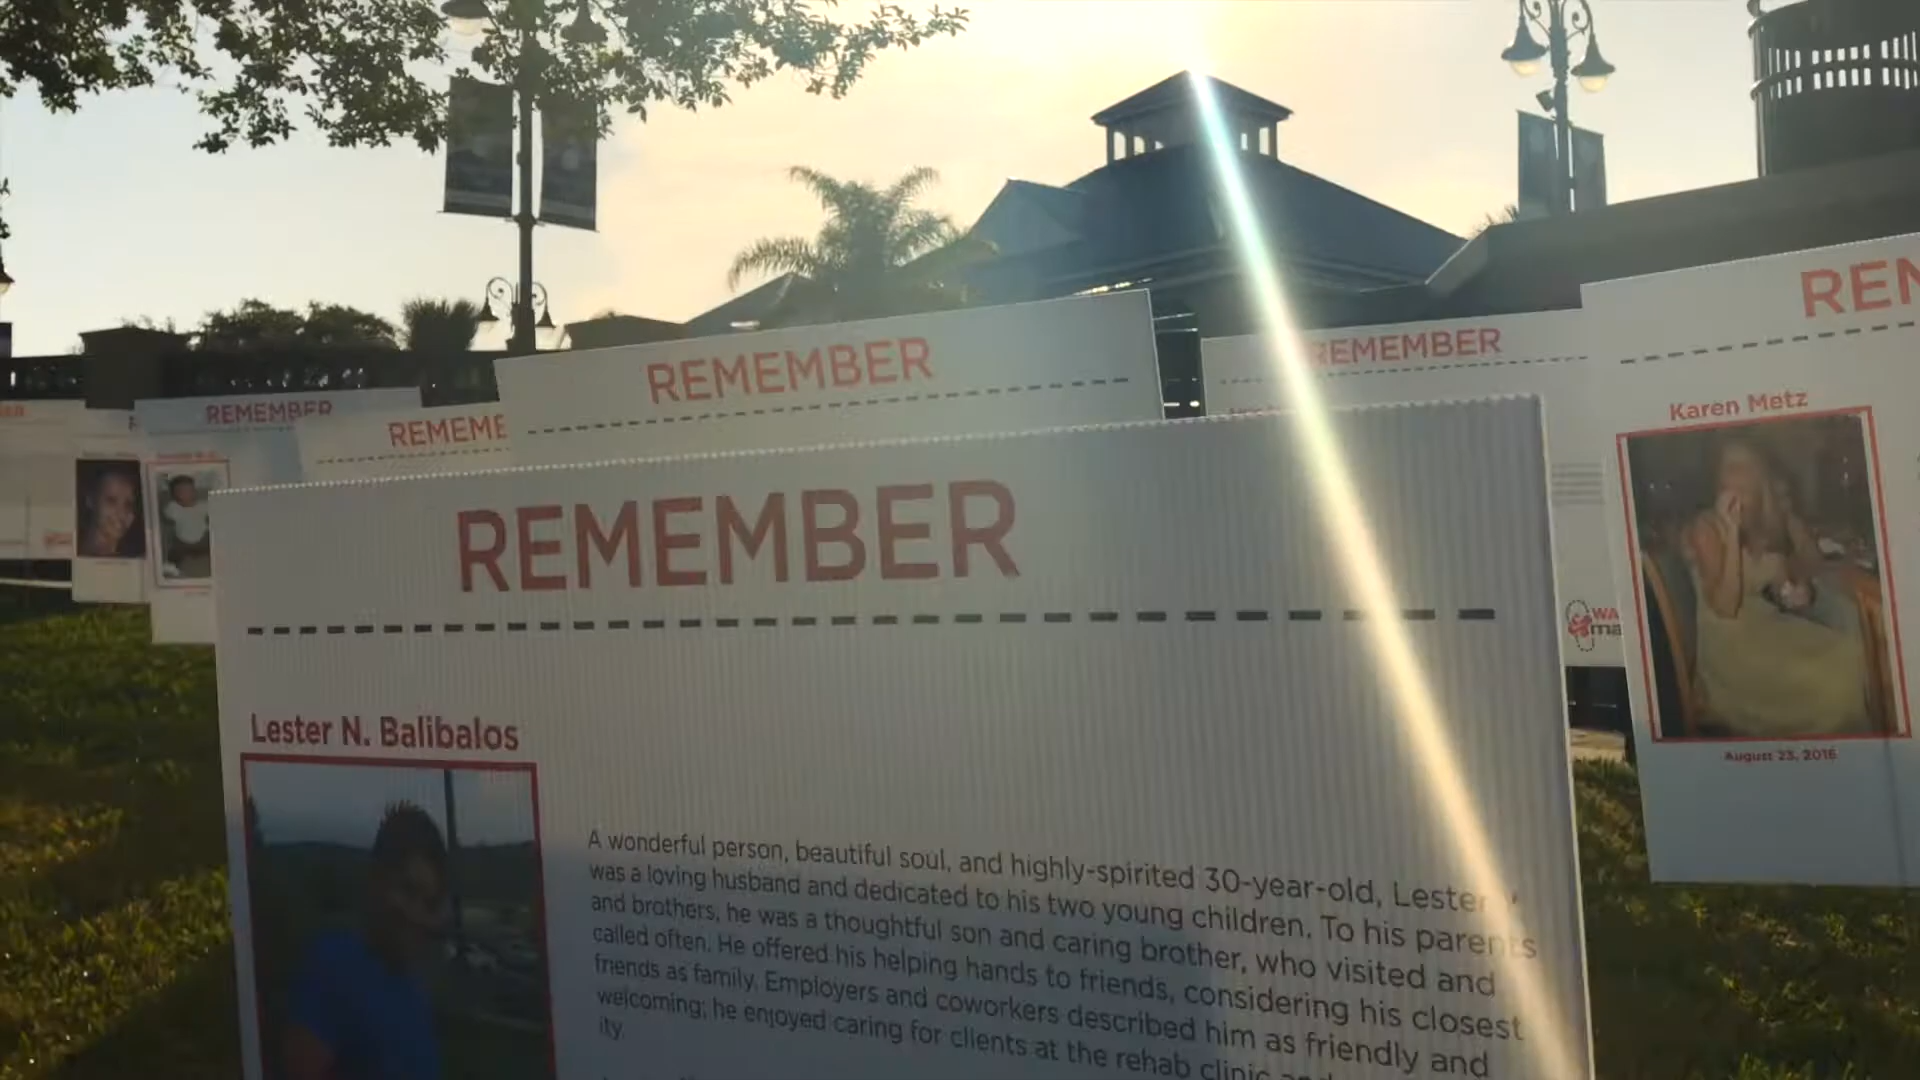 REMEMBER
REMEMBER
REMEMBER
REMEMBER
Karen Metz
August 23, 2016
REMEMBER
Lester N. Balibalos
A wonderful person, beautiful soul, and highly-spirited 30-year-old, Lester
was a loving husband and dedicated to his two young children. To his parents
and brothers, he was a thoughtful son and caring brother, who visited and
called often. He offered his helping hands to friends, considering his closest
friends as family. Employers and coworkers described him as friendly and
welcoming; he enjoyed caring for clients at the rehab clinic and
ity.